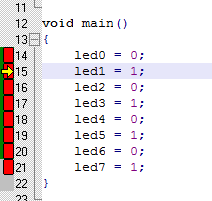 11
12 void main()
13 {
14 led0 = 0;
15 led1 = 1;
16 led2 = 0;
17 led3 = 1;
18 led4 = 0;
19 led5 = 1;
20 led6 = 0;
21 led7 = 1;
22 }
23